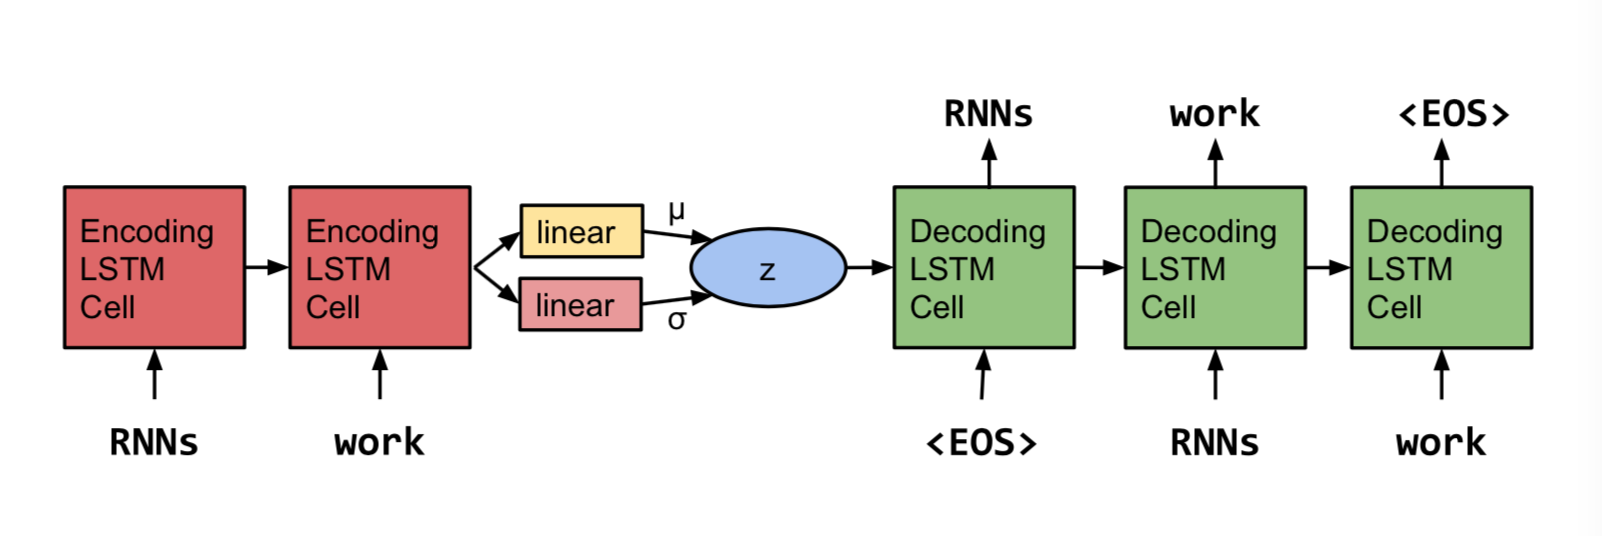 RNNs
work
<EOS>
Encoding
LSTM
Cell
Encoding
LSTM
Cell
linear
μ
linear
σ
z
Decoding
LSTM
Cell
Decoding
LSTM
Cell
Decoding
LSTM
Cell
RNNs
work
<EOS>
RNNs
work